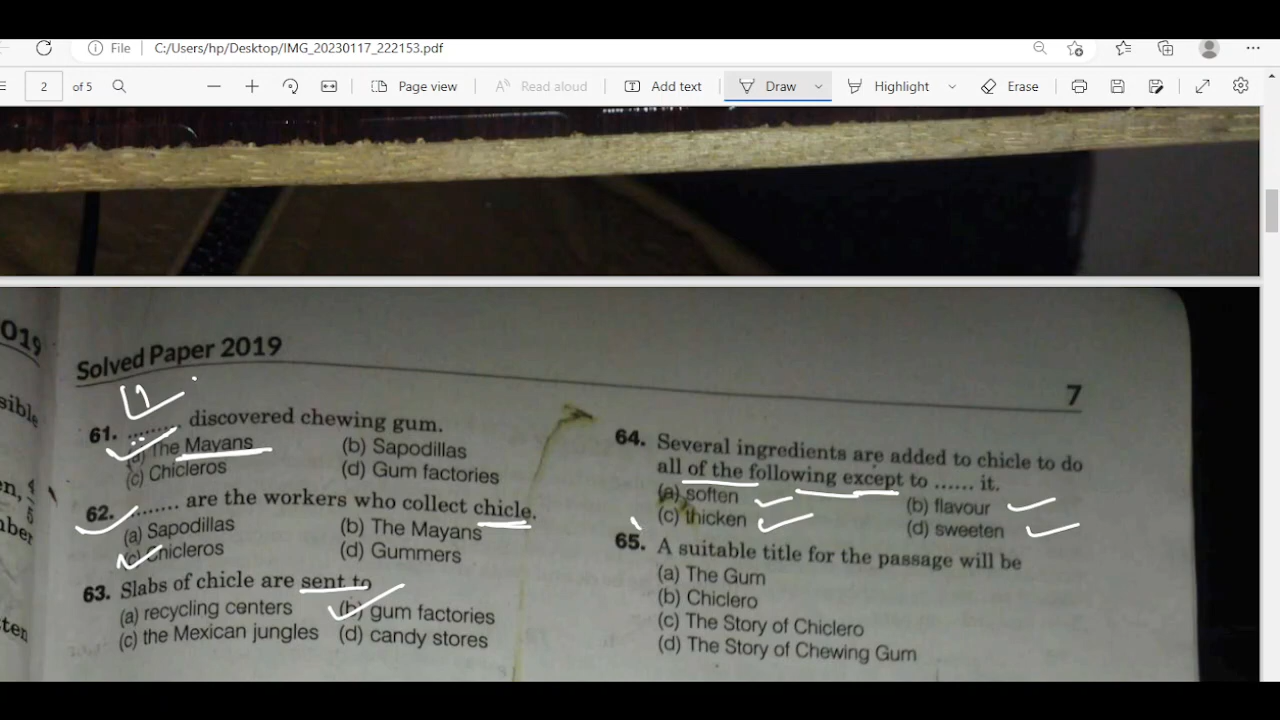 File C:/Users/hp/Desktop/IMG_20230117_222153.pdf
2 of 5 Page view Read aloud Add text Draw Highlight Erase
019
Solved Paper 2019
7
61. ........ discovered chewing gum.
(a) The Mayans (b) Sapodillas
(c) Chicleros (d) Gum factories
62. ........ are the workers who collect chicle.
(a) Sapodillas (b) The Mayans
(c) Chicleros (d) Gummers
63. Slabs of chicle are sent to
(a) recycling centers (b) gum factories
(c) the Mexican jungles (d) candy stores
64. Several ingredients are added to chicle to do
all of the following except to ...... it.
(a) soften (b) flavour
(c) thicken (d) sweeten
65. A suitable title for the passage will be
(a) The Gum
(b) Chiclero
(c) The Story of Chiclero
(d) The Story of Chewing Gum